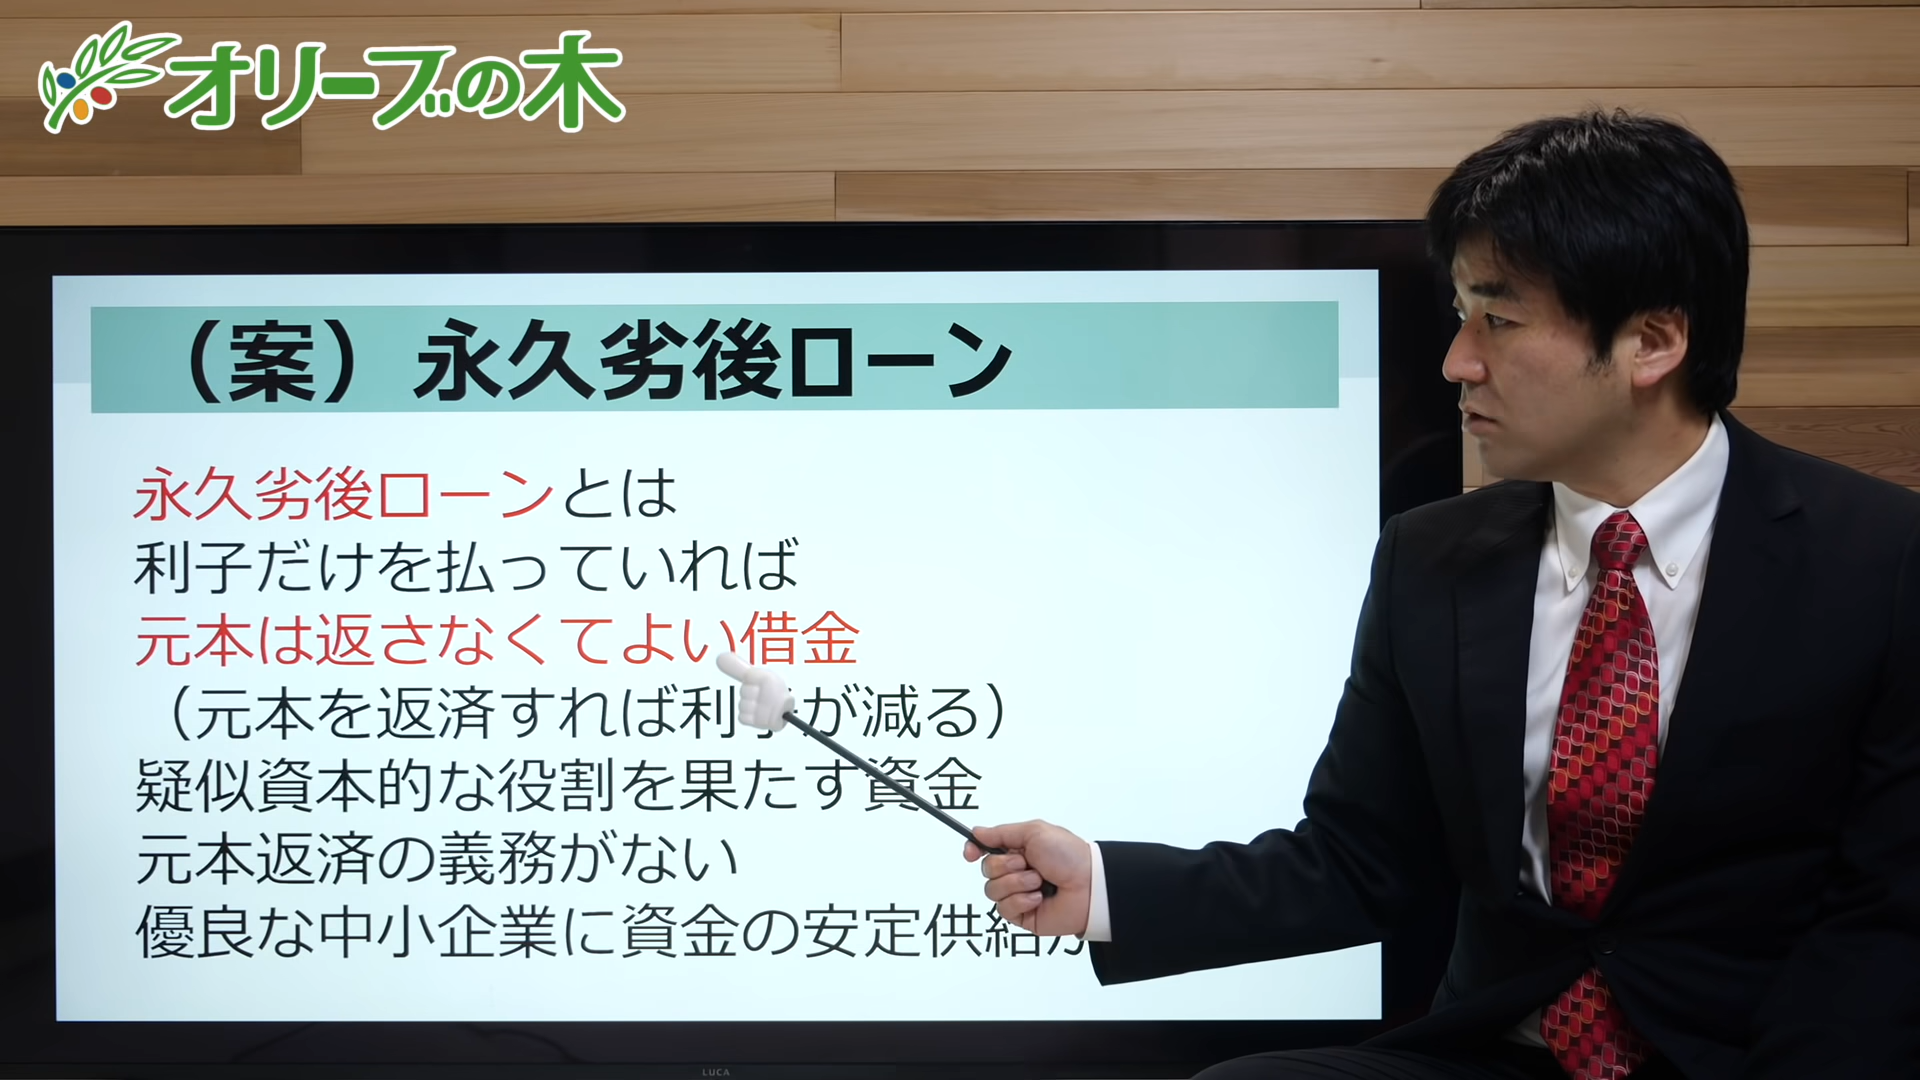 オリーブの木
（案）永久劣後ローン
永久劣後ローンとは
利子だけを払っていれば
元本は返さなくてよい借金
（元本を返済すれば利子が減る）
疑似資本的な役割を果たす資金
元本返済の義務がない
優良な中小企業に資金の安定供給が
LUCA